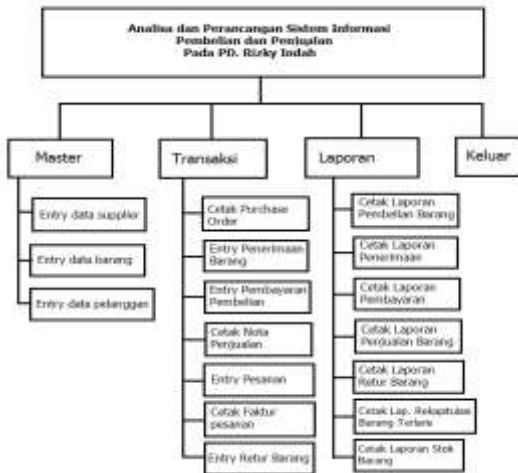 Analisa dan Perancangan Sistem Informasi
Pembelian dan Penjualan
Pada PD. Rizky Indah
Master
Transaksi
Laporan
Keluar
Entry data supplier
Entry data barang
Entry data pelanggan
Cetak Purchase
Order
Entry Penerimaan
Barang
Entry Pembayaran
Pembelian
Cetak Nota
Penjualan
Entry Pesanan
Cetak Faktur
pesanan
Entry Retur Barang
Cetak Laporan
Pembelian Barang
Cetak Laporan
Penerimaan
Cetak Laporan
Pembayaran
Cetak Laporan
Penjualan Barang
Cetak Laporan
Retur Barang
Cetak Lap. Rekapitulasi
Barang Terlaris
Cetak Laporan Stok
Barang